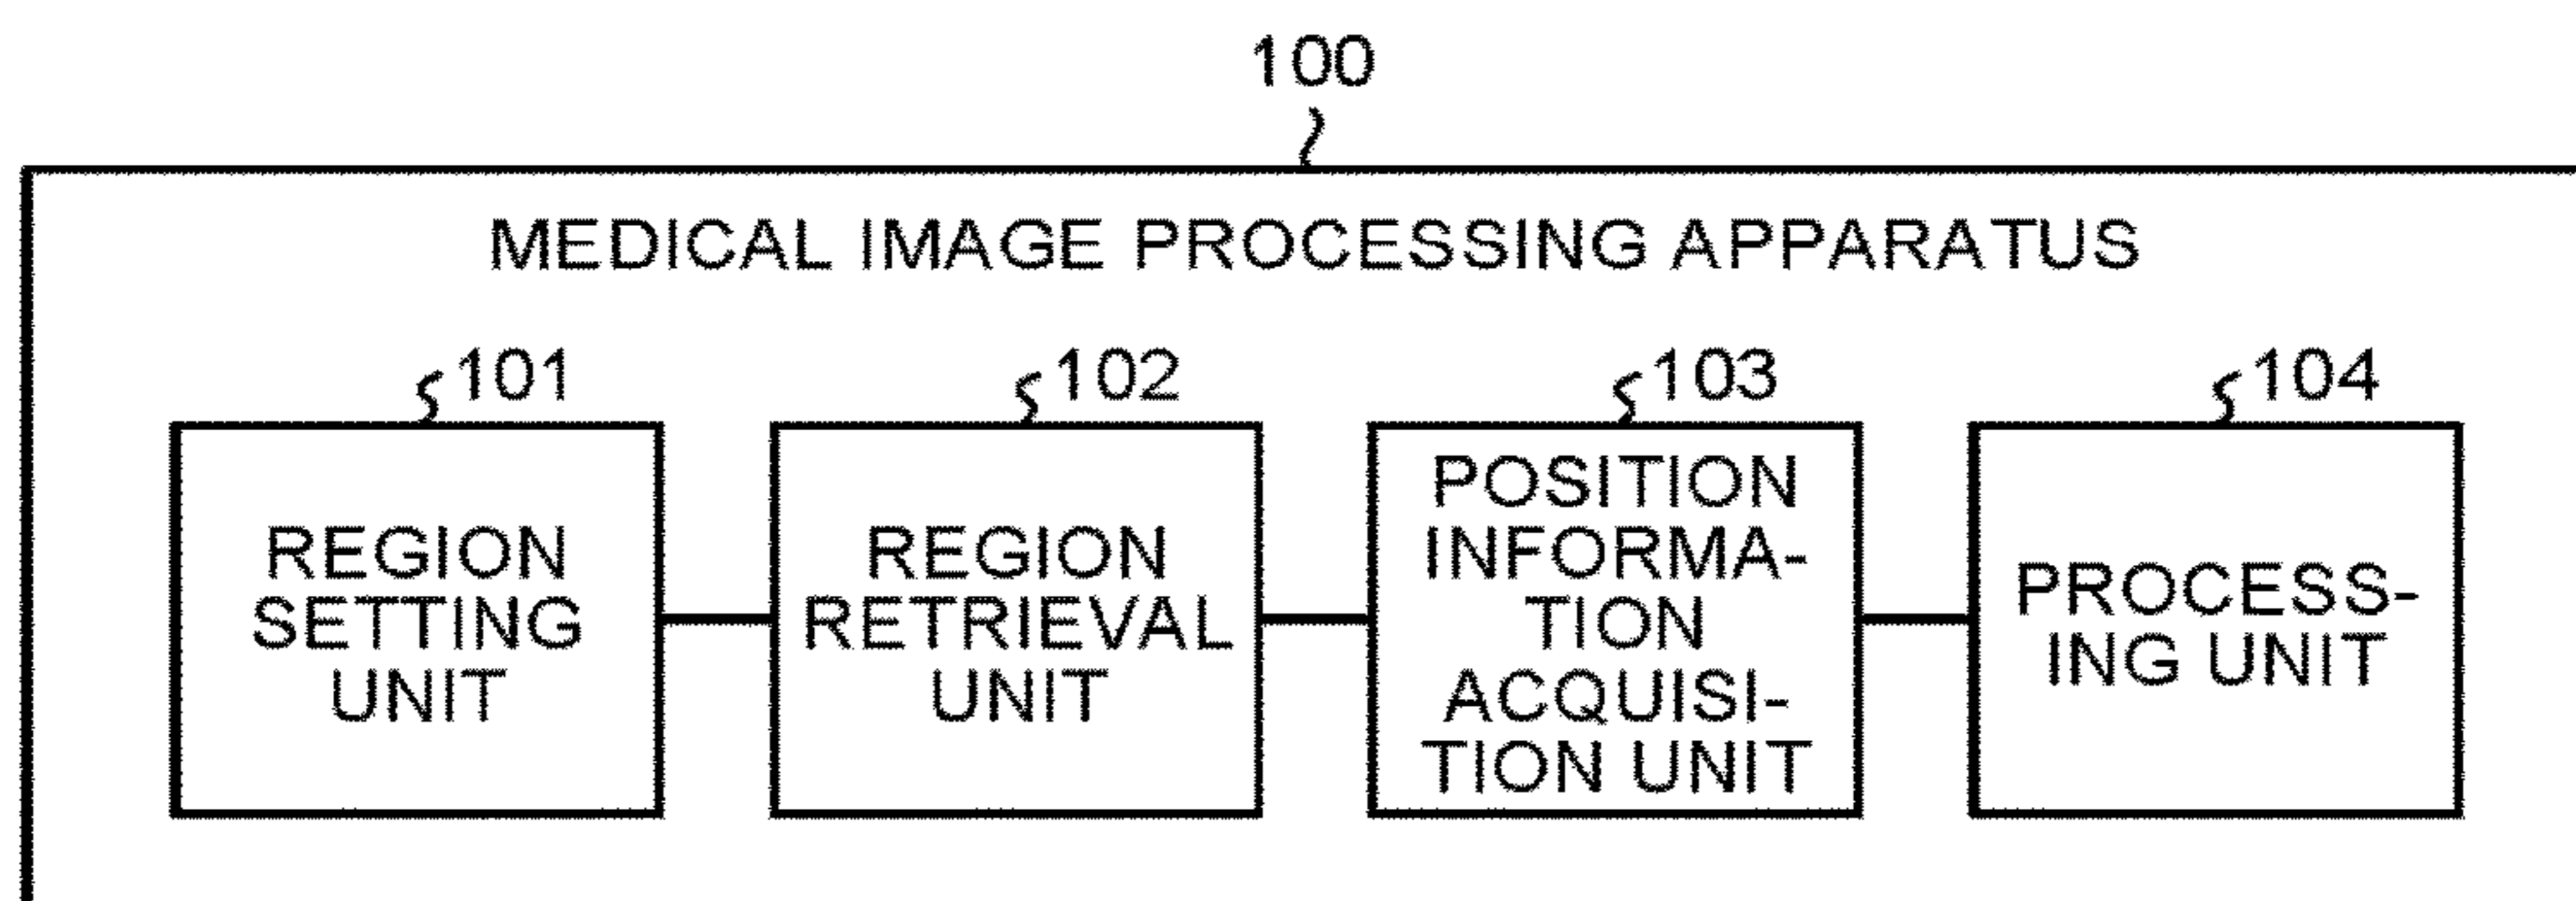 100
MEDICAL IMAGE PROCESSING APPARATUS
101
REGION
SETTING
UNIT
102
REGION
RETRIEVAL
UNIT
103
POSITION
INFORMA-
TION
ACQUISI-
TION UNIT
104
PROCESS-
ING UNIT